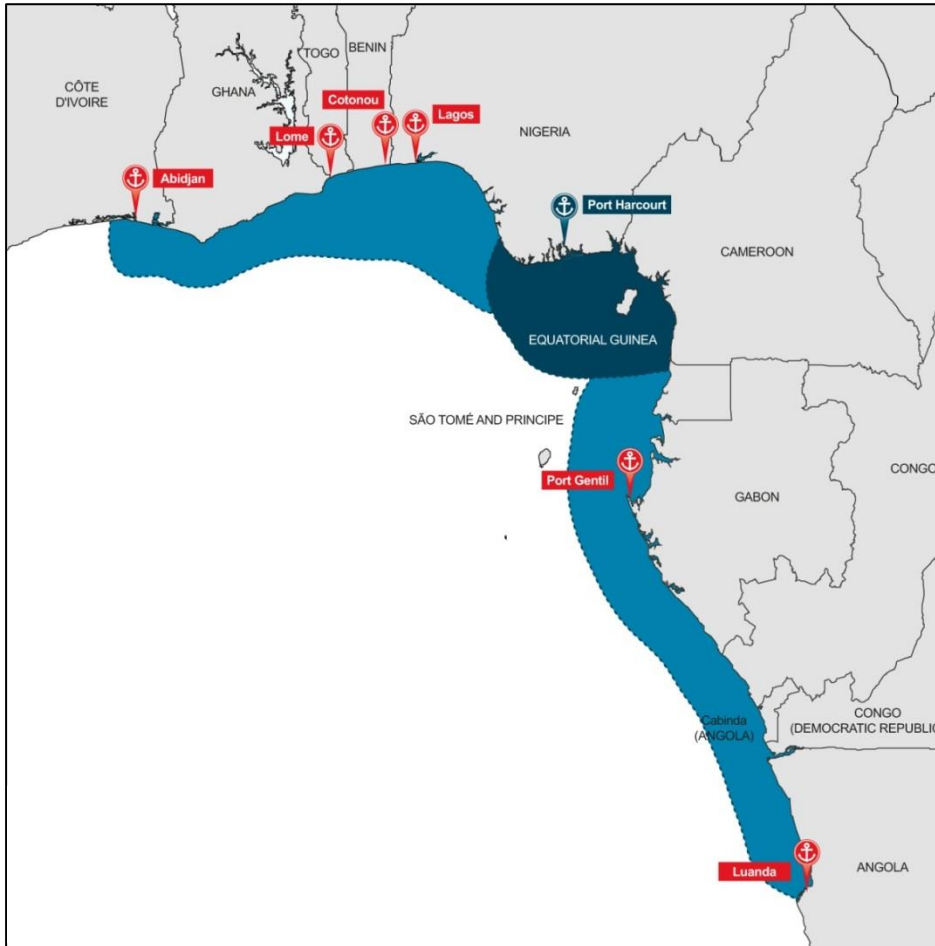 TOGO
BENIN
CÔTE
D'IVOIRE
GHANA
Cotonou
Lagos
Lome
NIGERIA
Abidjan
Port Harcourt
CAMEROON
EQUATORIAL GUINEA
SÃO TOMÉ AND PRINCIPE
CONGO
Port Gentil
GABON
Cabinda
(ANGOLA)
CONGO
(DEMOCRATIC REPUBLIC
Luanda
ANGOLA